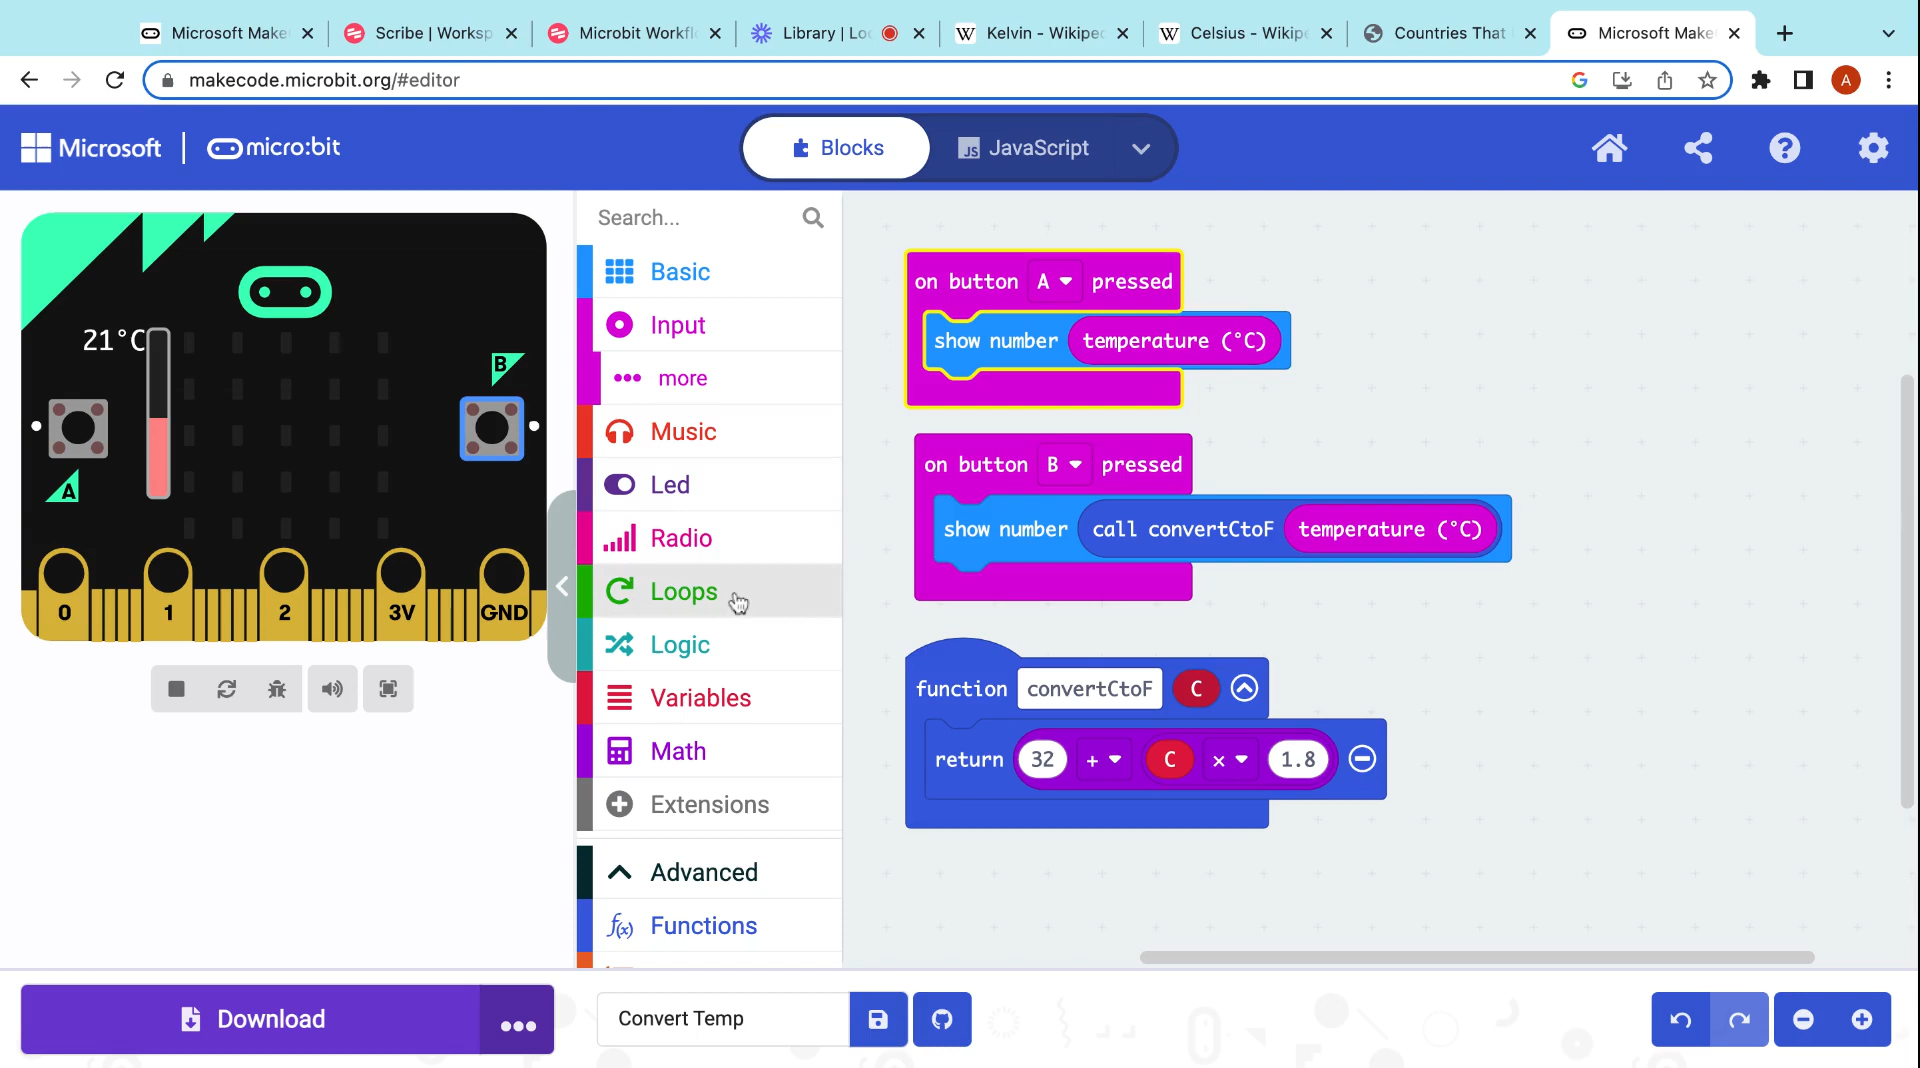 Microsoft Make
Scribe | Worksp
Microbit Workfl
Library | Loo
Kelvin - Wikipe
Celsius - Wikip
Countries That
Microsoft Make
makecode.microbit.org/#editor
A
Microsoft
micro:bit
Blocks
JS JavaScript
?
Search...
Basic
Input
more
Music
Led
Radio
Loops
Logic
Variables
Math
Extensions
Advanced
f(x) Functions
21°C
B
A
0 1 2 3V GND
on button A pressed
show number temperature (°C)
on button B pressed
show number call convertCtoF temperature (°C)
function convertCtoF C
return 32 + C × 1.8
Download
Convert Temp